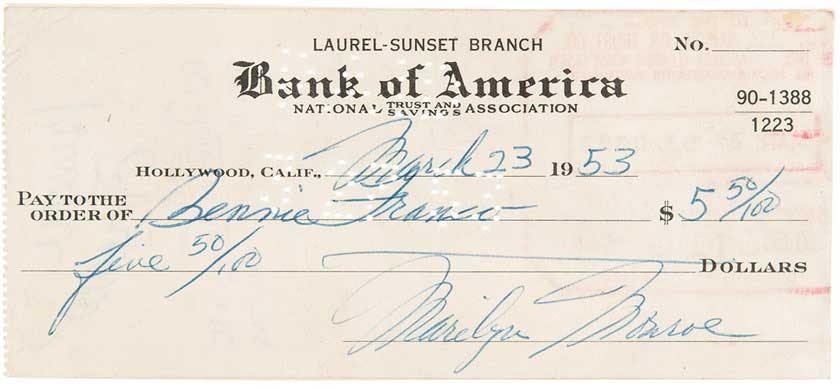 LAUREL-SUNSET BRANCH No.
Bank of America
NATIONAL TRUST AND SAVINGS ASSOCIATION
90-1388
1223
HOLLYWOOD, CALIF., March 23 1953
PAY TO THE ORDER OF Bennie Franco $ 5 50/100
five 50/100 DOLLARS
Marilyn Monroe